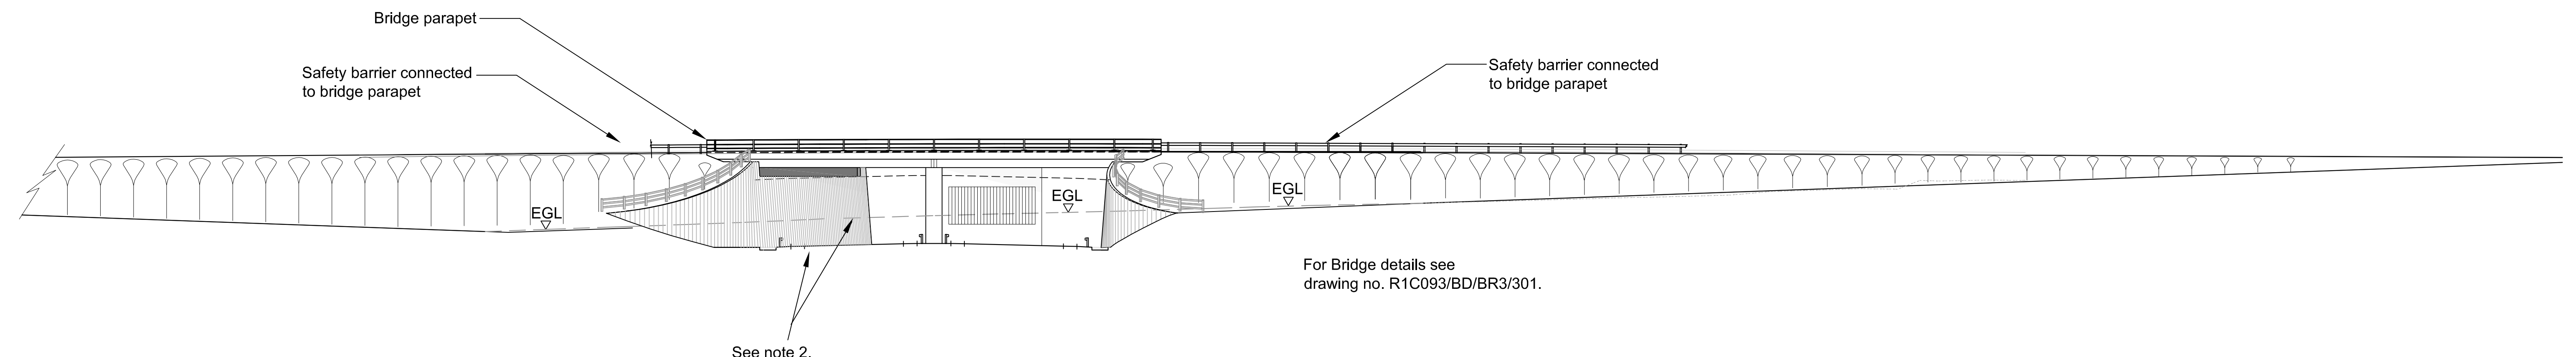 Bridge parapet
Safety barrier connected
to bridge parapet
Safety barrier connected
to bridge parapet
EGL
EGL
EGL
For Bridge details see
drawing no. R1C093/BD/BR3/301.
See note 2.